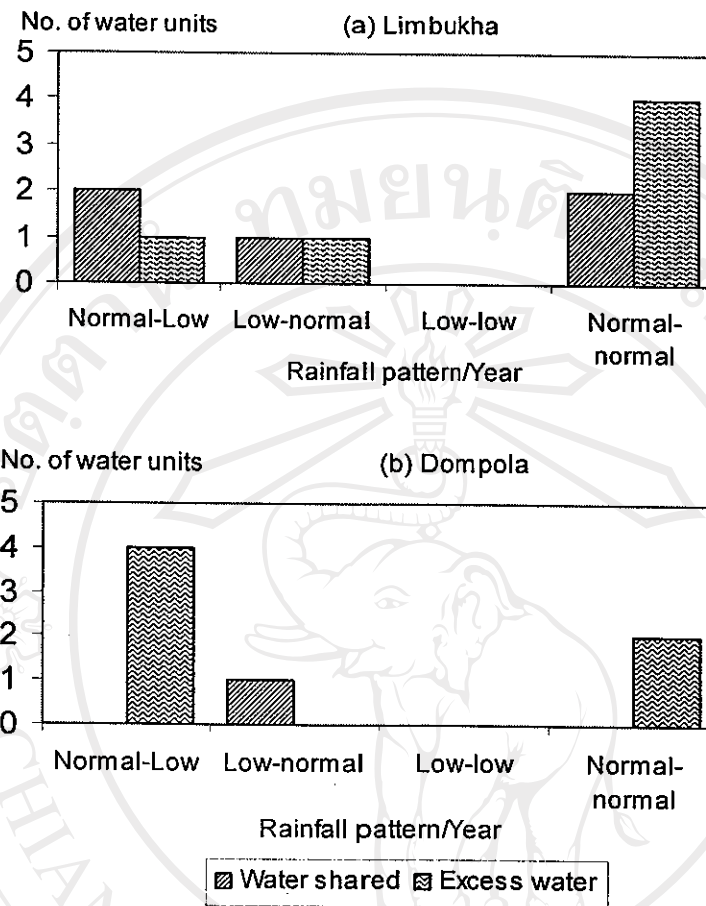 No. of water units (a) Limbukha
5
4
3
2
1
0
Normal-Low Low-normal Low-low Normal-
normal
Rainfall pattern/Year
No. of water units (b) Dompola
5
4
3
2
1
0
Normal-Low Low-normal Low-low Normal-
normal
Rainfall pattern/Year
Water shared Excess water
CHIAN